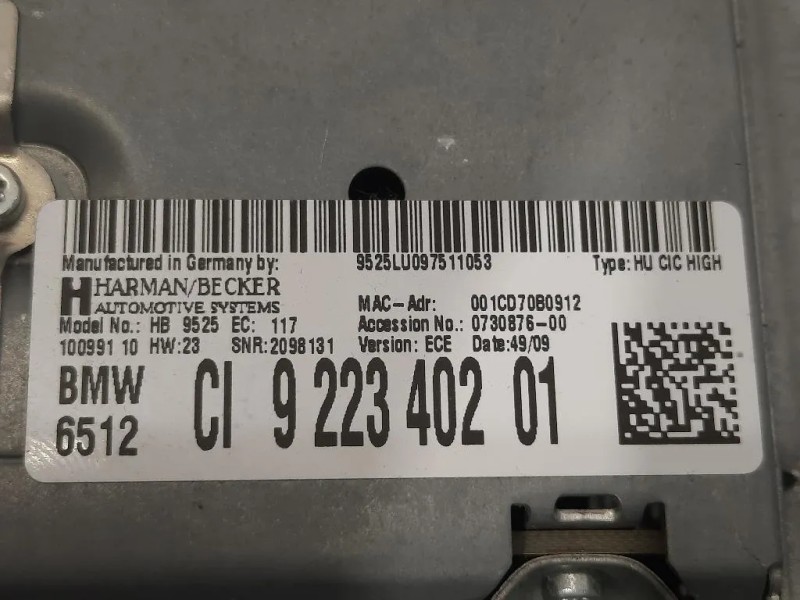 Manufactured in Germany by: 9525LU097511053 Type: HU CIC HIGH
HARMAN/BECKER
AUTOMOTIVE SYSTEMS
MAC-Adr: 001CD70B0912
Model No.: HB 9525 EC: 117 Accession No.: 0730876-00
100991 10 HW:23 SNR:2098131 Version: ECE Date:49/09
BMW
6512
CI 9 223 402 01